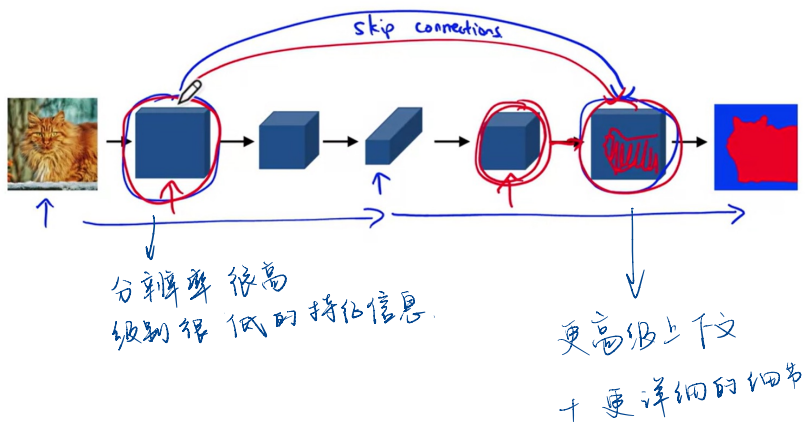 skip connections
分辨率很高
级别很低的特征信息.
更高级上下文
+ 更详细的细节